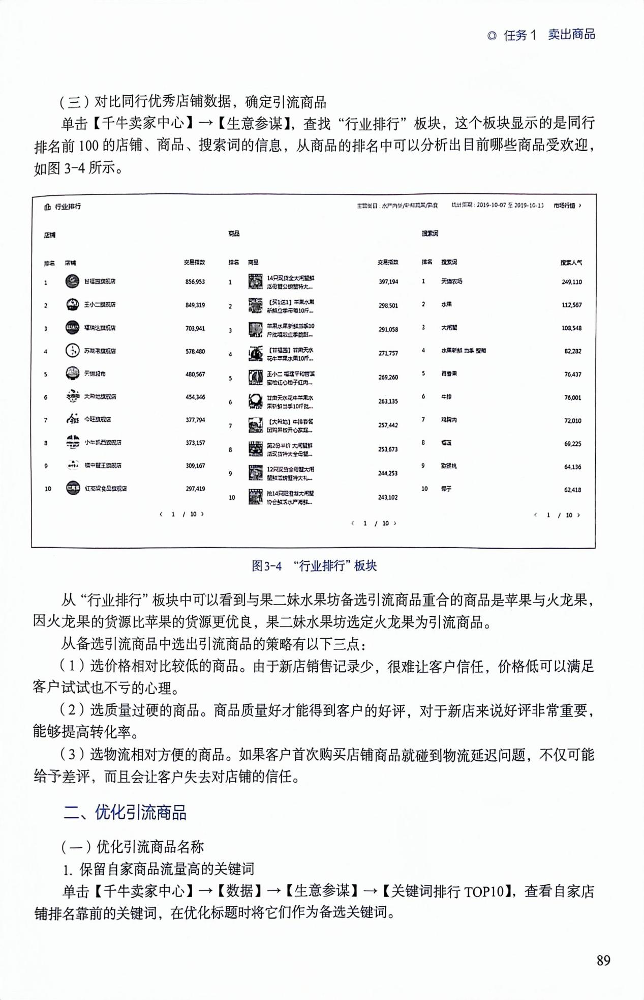 ◎ 任务1 卖出商品
（三）对比同行优秀店铺数据，确定引流商品
单击【千牛卖家中心】→【生意参谋】，查找“行业排行”板块，这个板块显示的是同行
排名前 100 的店铺、商品、搜索词的信息，从商品的排名中可以分析出目前哪些商品受欢迎，
如图 3-4 所示。
行业排行 主营类目：水产肉类/新鲜蔬果/熟食 统计周期：2019-10-07 至 2019-10-13 市场行情 >
店铺 商品 搜索词
排名 店铺 交易指数 排名 商品 交易指数 排名 搜索词 搜索人气
1 甘福园旗舰店 856,953
2 王小二旗舰店 849,319
3 福瑞达旗舰店 703,941
4 旗舰店 578,480
5 天猫超市 480,567
6 旗舰店 454,346
7 今旺旗舰店 377,794
8 小牛凯西旗舰店 373,157
9 蟹中蟹王旗舰店 309,167
10 食品旗舰店 297,419
< 1 / 10 >
1 14只现货全大闸蟹鲜
活母蟹公螃蟹特大... 397,194
2 【买1送1】苹果水果
新鲜应季带箱10斤... 298,501
3 苹果水果新鲜当季10
斤批 应季 291,058
4 【甘福园】甘肃天水
花牛苹果水果10斤... 271,757
5 王小二 福建平和 
蜜柚红心柚子红肉... 269,260
6 甘肃天水花牛苹果水
果新鲜当季10斤批... 263,135
7 牛排套餐
团购黑椒 257,442
8 第2份半价 大闸蟹鲜
活现货特大全母蟹... 253,673
9 12只现货全母蟹大闸
蟹鲜活螃蟹特大礼... 244,253
10 抢14只阳澄湖大闸蟹
协会鲜活水产海鲜... 243,102
< 1 / 10 >
1 天猫农场 249,110
2 水果 112,567
3 大闸蟹 108,548
4 水果新鲜 当季 整箱 82,282
5 百香果 76,437
6 牛排 76,001
7 鸡胸肉 72,010
8 69,225
9 猕猴桃 64,136
10 椰子 62,418
< 1 / 10 >
图3-4 “行业排行”板块
从“行业排行”板块中可以看到与果二妹水果坊备选引流商品重合的商品是苹果与火龙果，
因火龙果的货源比苹果的货源更优良，果二妹水果坊选定火龙果为引流商品。
从备选引流商品中选出引流商品的策略有以下三点：
（1）选价格相对比较低的商品。由于新店销售记录少，很难让客户信任，价格低可以满足
客户试试也不亏的心理。
（2）选质量过硬的商品。商品质量好才能得到客户的好评，对于新店来说好评非常重要，
能够提高转化率。
（3）选物流相对方便的商品。如果客户首次购买店铺商品就碰到物流延迟问题，不仅可能
给予差评，而且会让客户失去对店铺的信任。
二、优化引流商品
（一）优化引流商品名称
1. 保留自家商品流量高的关键词
单击【千牛卖家中心】→【数据】→【生意参谋】→【关键词排行 TOP10】，查看自家店
铺排名靠前的关键词，在优化标题时将它们作为备选关键词。
89